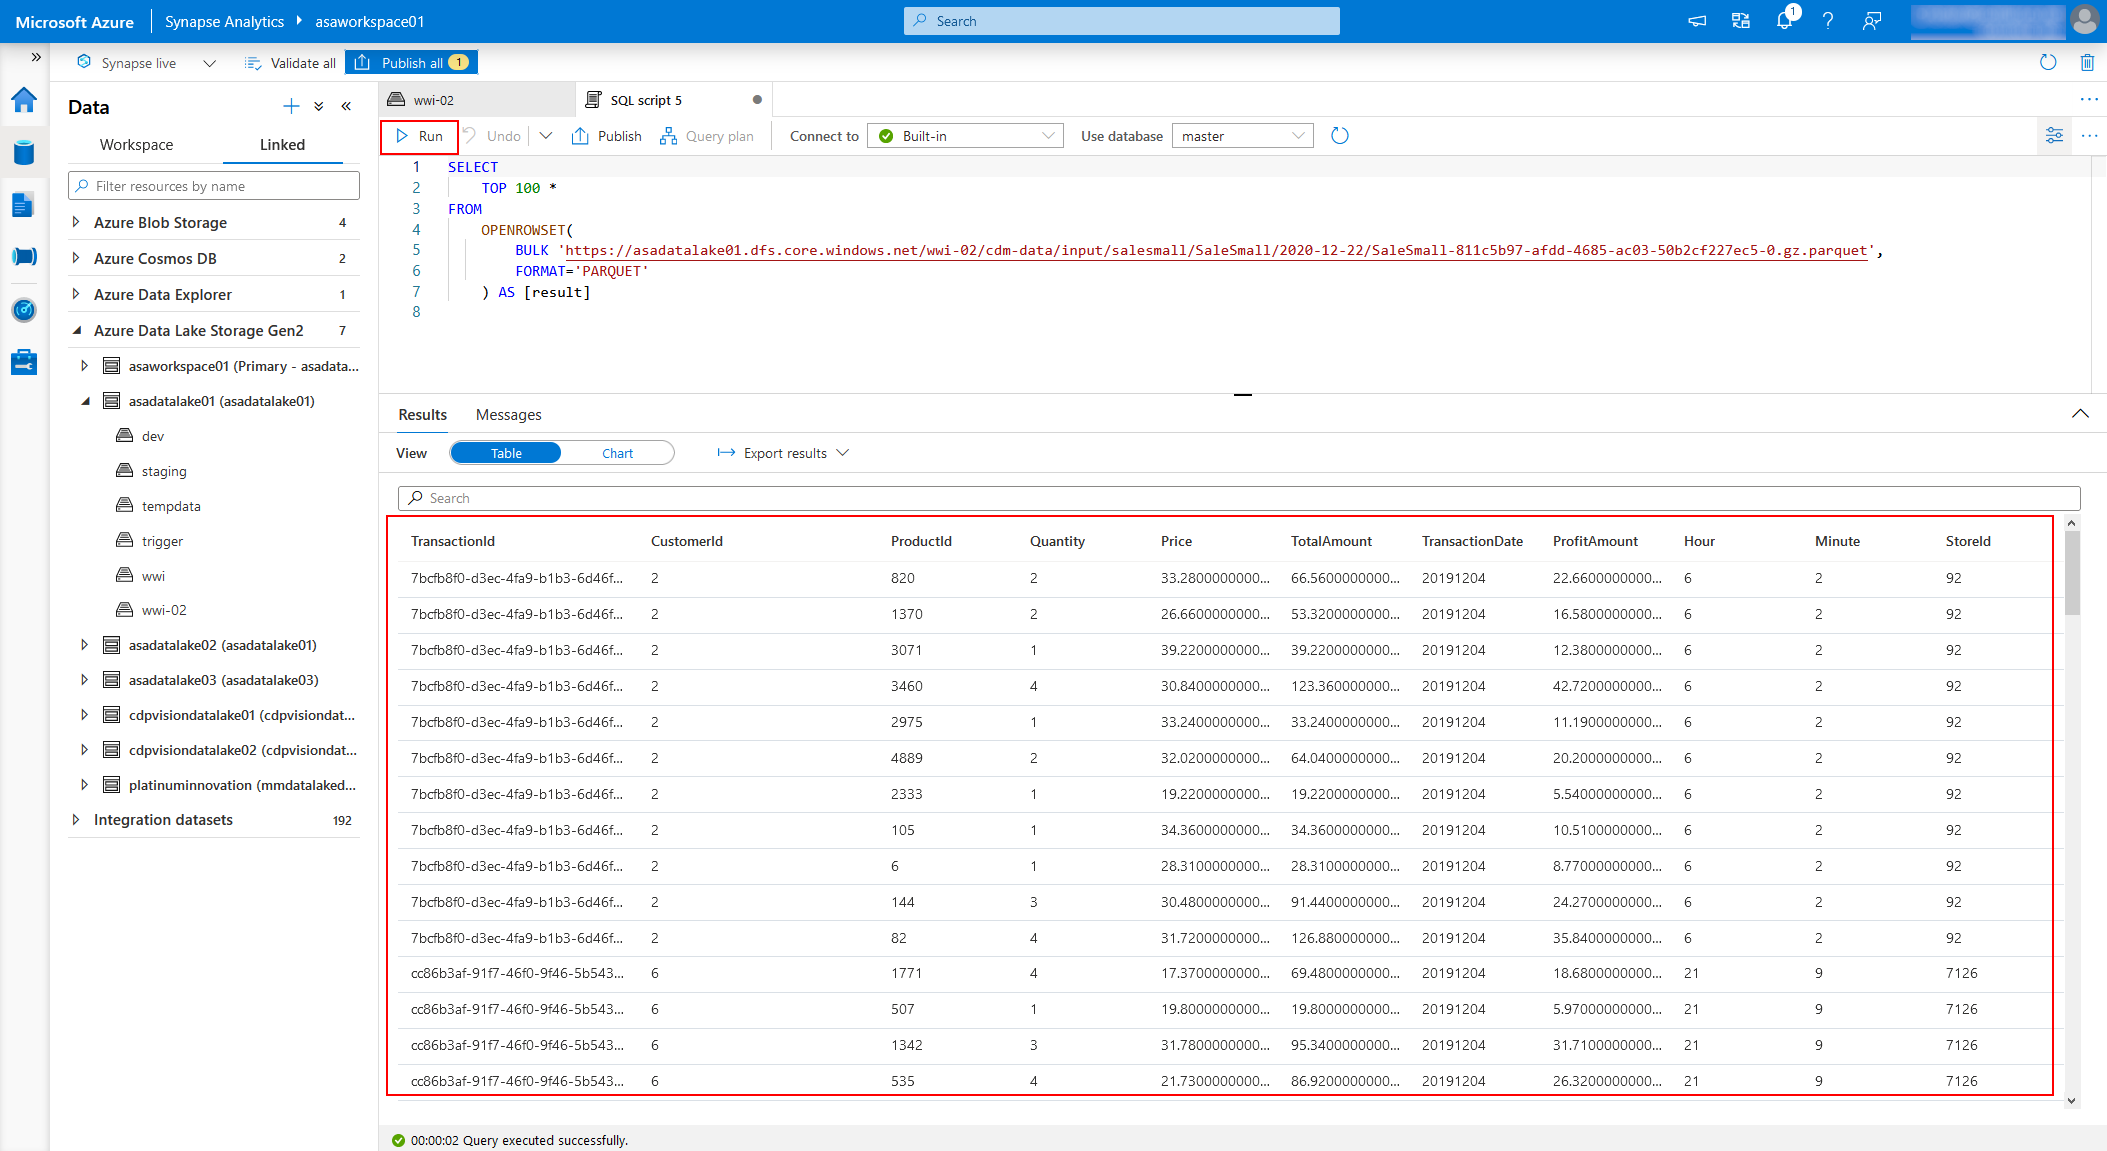 Microsoft Azure Synapse Analytics asaworkspace01 Search 1
Synapse live Validate all Publish all 1
Data
Workspace Linked
Filter resources by name
Azure Blob Storage 4
Azure Cosmos DB 2
Azure Data Explorer 1
Azure Data Lake Storage Gen2 7
asaworkspace01 (Primary - asadata...
asadatalake01 (asadatalake01)
dev
staging
tempdata
trigger
wwi
wwi-02
asadatalake02 (asadatalake01)
asadatalake03 (asadatalake03)
cdpvisiondatalake01 (cdpvisiondat...
cdpvisiondatalake02 (cdpvisiondat...
platinuminnovation (mmdatalaked...
Integration datasets 192
wwi-02 SQL script 5
Run Undo Publish Query plan Connect to Built-in Use database master
1 SELECT
2 TOP 100 *
3 FROM
4 OPENROWSET(
5 BULK 'https://asadatalake01.dfs.core.windows.net/wwi-02/cdm-data/input/salesmall/SaleSmall/2020-12-22/SaleSmall-811c5b97-afdd-4685-ac03-50b2cf227ec5-0.gz.parquet',
6 FORMAT='PARQUET'
7 ) AS [result]
8
Results Messages
View Table Chart Export results
Search
TransactionId CustomerId ProductId Quantity Price TotalAmount TransactionDate ProfitAmount Hour Minute StoreId
7bcfb8f0-d3ec-4fa9-b1b3-6d46f... 2 820 2 33.2800000000... 66.5600000000... 20191204 22.6600000000... 6 2 92
7bcfb8f0-d3ec-4fa9-b1b3-6d46f... 2 1370 2 26.6600000000... 53.3200000000... 20191204 16.5800000000... 6 2 92
7bcfb8f0-d3ec-4fa9-b1b3-6d46f... 2 3071 1 39.2200000000... 39.2200000000... 20191204 12.3800000000... 6 2 92
7bcfb8f0-d3ec-4fa9-b1b3-6d46f... 2 3460 4 30.8400000000... 123.360000000... 20191204 42.7200000000... 6 2 92
7bcfb8f0-d3ec-4fa9-b1b3-6d46f... 2 2975 1 33.2400000000... 33.2400000000... 20191204 11.1900000000... 6 2 92
7bcfb8f0-d3ec-4fa9-b1b3-6d46f... 2 4889 2 32.0200000000... 64.0400000000... 20191204 20.2000000000... 6 2 92
7bcfb8f0-d3ec-4fa9-b1b3-6d46f... 2 2333 1 19.2200000000... 19.2200000000... 20191204 5.54000000000... 6 2 92
7bcfb8f0-d3ec-4fa9-b1b3-6d46f... 2 105 1 34.3600000000... 34.3600000000... 20191204 10.5100000000... 6 2 92
7bcfb8f0-d3ec-4fa9-b1b3-6d46f... 2 6 1 28.3100000000... 28.3100000000... 20191204 8.77000000000... 6 2 92
7bcfb8f0-d3ec-4fa9-b1b3-6d46f... 2 144 3 30.4800000000... 91.4400000000... 20191204 24.2700000000... 6 2 92
7bcfb8f0-d3ec-4fa9-b1b3-6d46f... 2 82 4 31.7200000000... 126.880000000... 20191204 35.8400000000... 6 2 92
cc86b3af-91f7-46f0-9f46-5b543... 6 1771 4 17.3700000000... 69.4800000000... 20191204 18.6800000000... 21 9 7126
cc86b3af-91f7-46f0-9f46-5b543... 6 507 1 19.8000000000... 19.8000000000... 20191204 5.97000000000... 21 9 7126
cc86b3af-91f7-46f0-9f46-5b543... 6 1342 3 31.7800000000... 95.3400000000... 20191204 31.7100000000... 21 9 7126
cc86b3af-91f7-46f0-9f46-5b543... 6 535 4 21.7300000000... 86.9200000000... 20191204 26.3200000000... 21 9 7126
00:00:02 Query executed successfully.